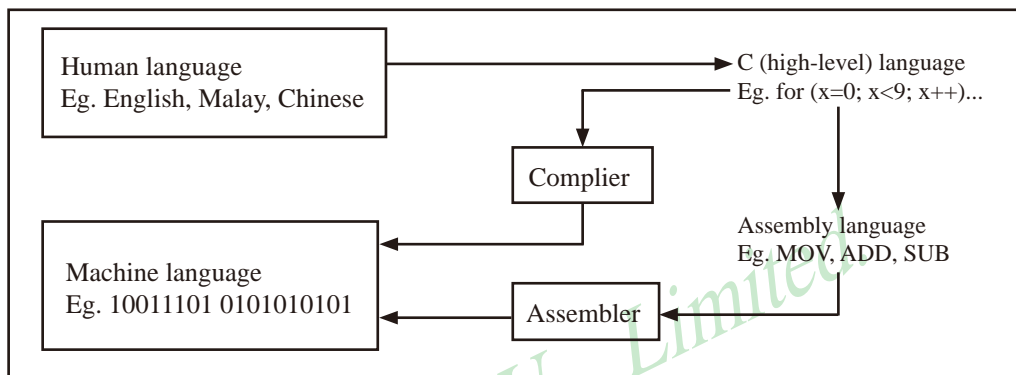 Human language
Eg. English, Malay, Chinese
C (high-level) language
Eg. for (x=0; x<9; x++)...
Complier
Assembly language
Eg. MOV, ADD, SUB
Machine language
Eg. 10011101 0101010101
Assembler
Limited.